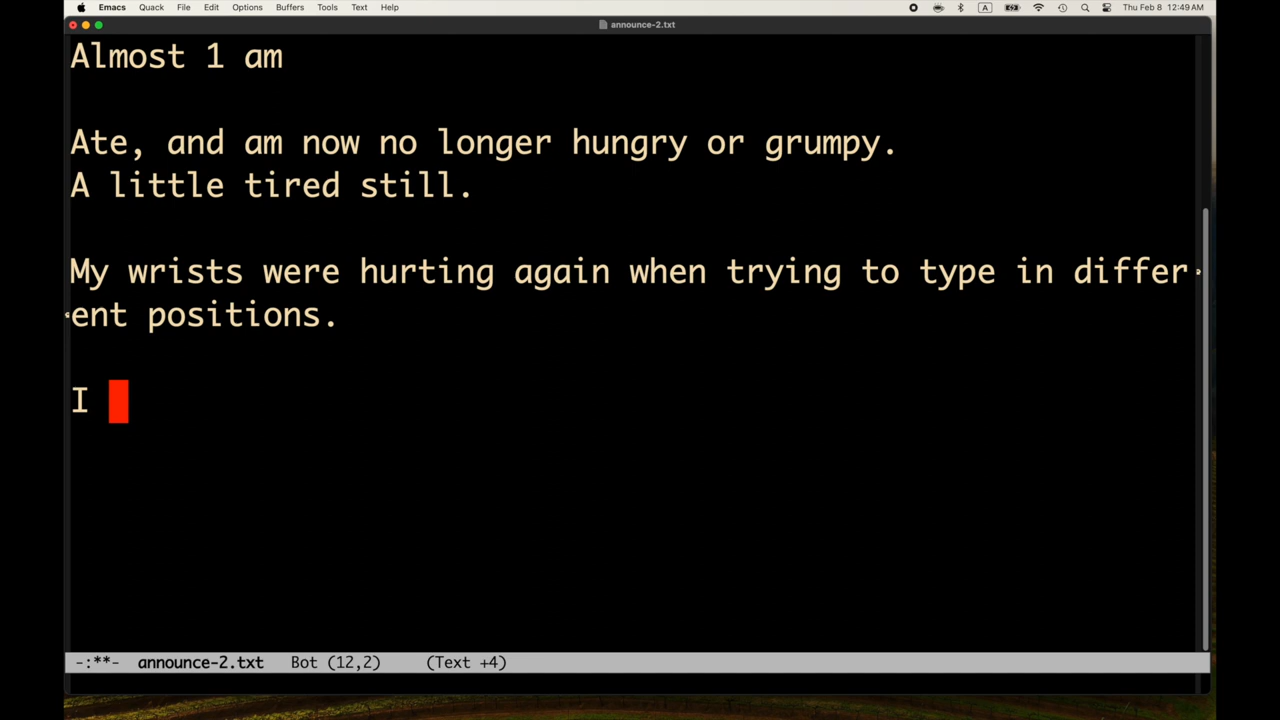 Emacs Quack File Edit Options Buffers Tools Text Help A Thu Feb 8 12:49 AM
announce-2.txt
Almost 1 am
Ate, and am now no longer hungry or grumpy.
A little tired still.
My wrists were hurting again when trying to type in differ
ent positions.
I
-:**- announce-2.txt Bot (12,2) (Text +4)